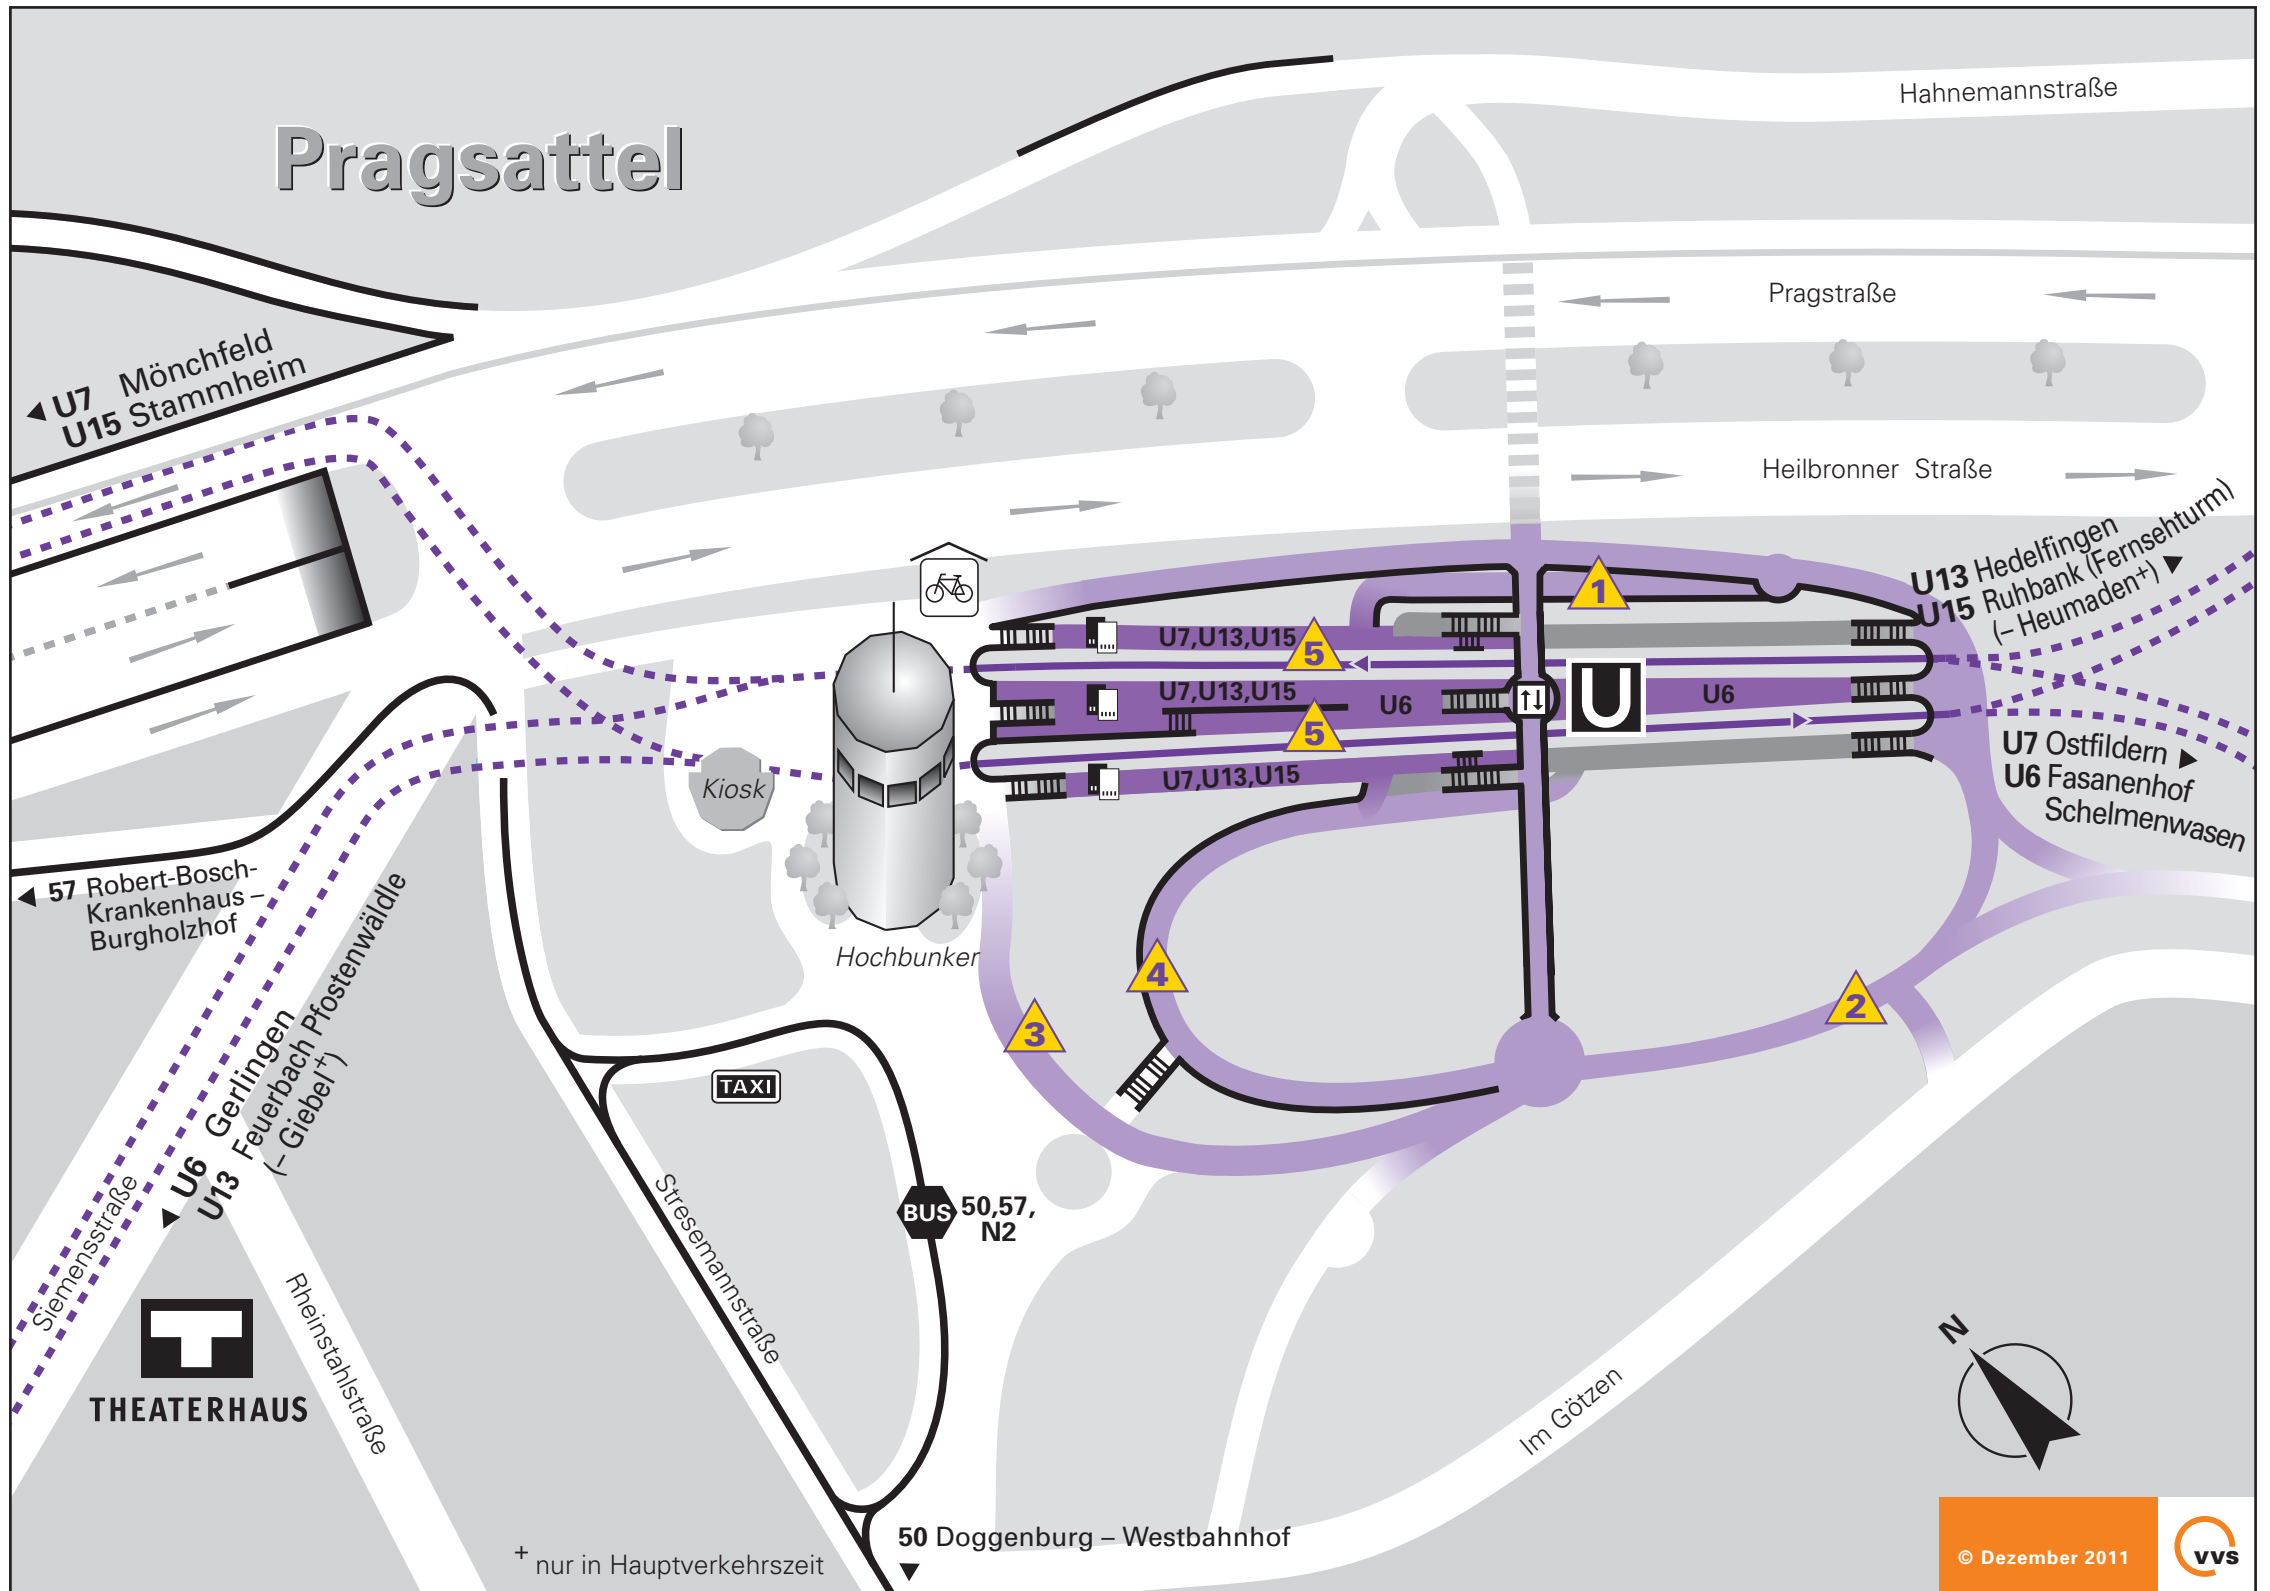 Pragsattel
Hahnemannstraße
Pragstraße
Heilbronner Straße
U7 Mönchfeld
U15 Stammheim
U13 Hedelfingen
U15 Ruhbank (Fernsehturm)
(– Heumaden+)
U7,U13,U15
1
5
U7,U13,U15
U6
U
U6
5
U7,U13,U15
U7 Ostfildern
U6 Fasanenhof
Schelmenwasen
Kiosk
57 Robert-Bosch-
Krankenhaus –
Burgholzhof
Hochbunker
4
3
2
U6 Gerlingen
U13 Feuerbach Pfostenwäldle
(– Giebel+)
TAXI
BUS
50,57,
N2
Siemensstraße
Stresemannstraße
Rheinstahlstraße
THEATERHAUS
Im Götzen
N
50 Doggenburg – Westbahnhof
+ nur in Hauptverkehrszeit
© Dezember 2011
vvs